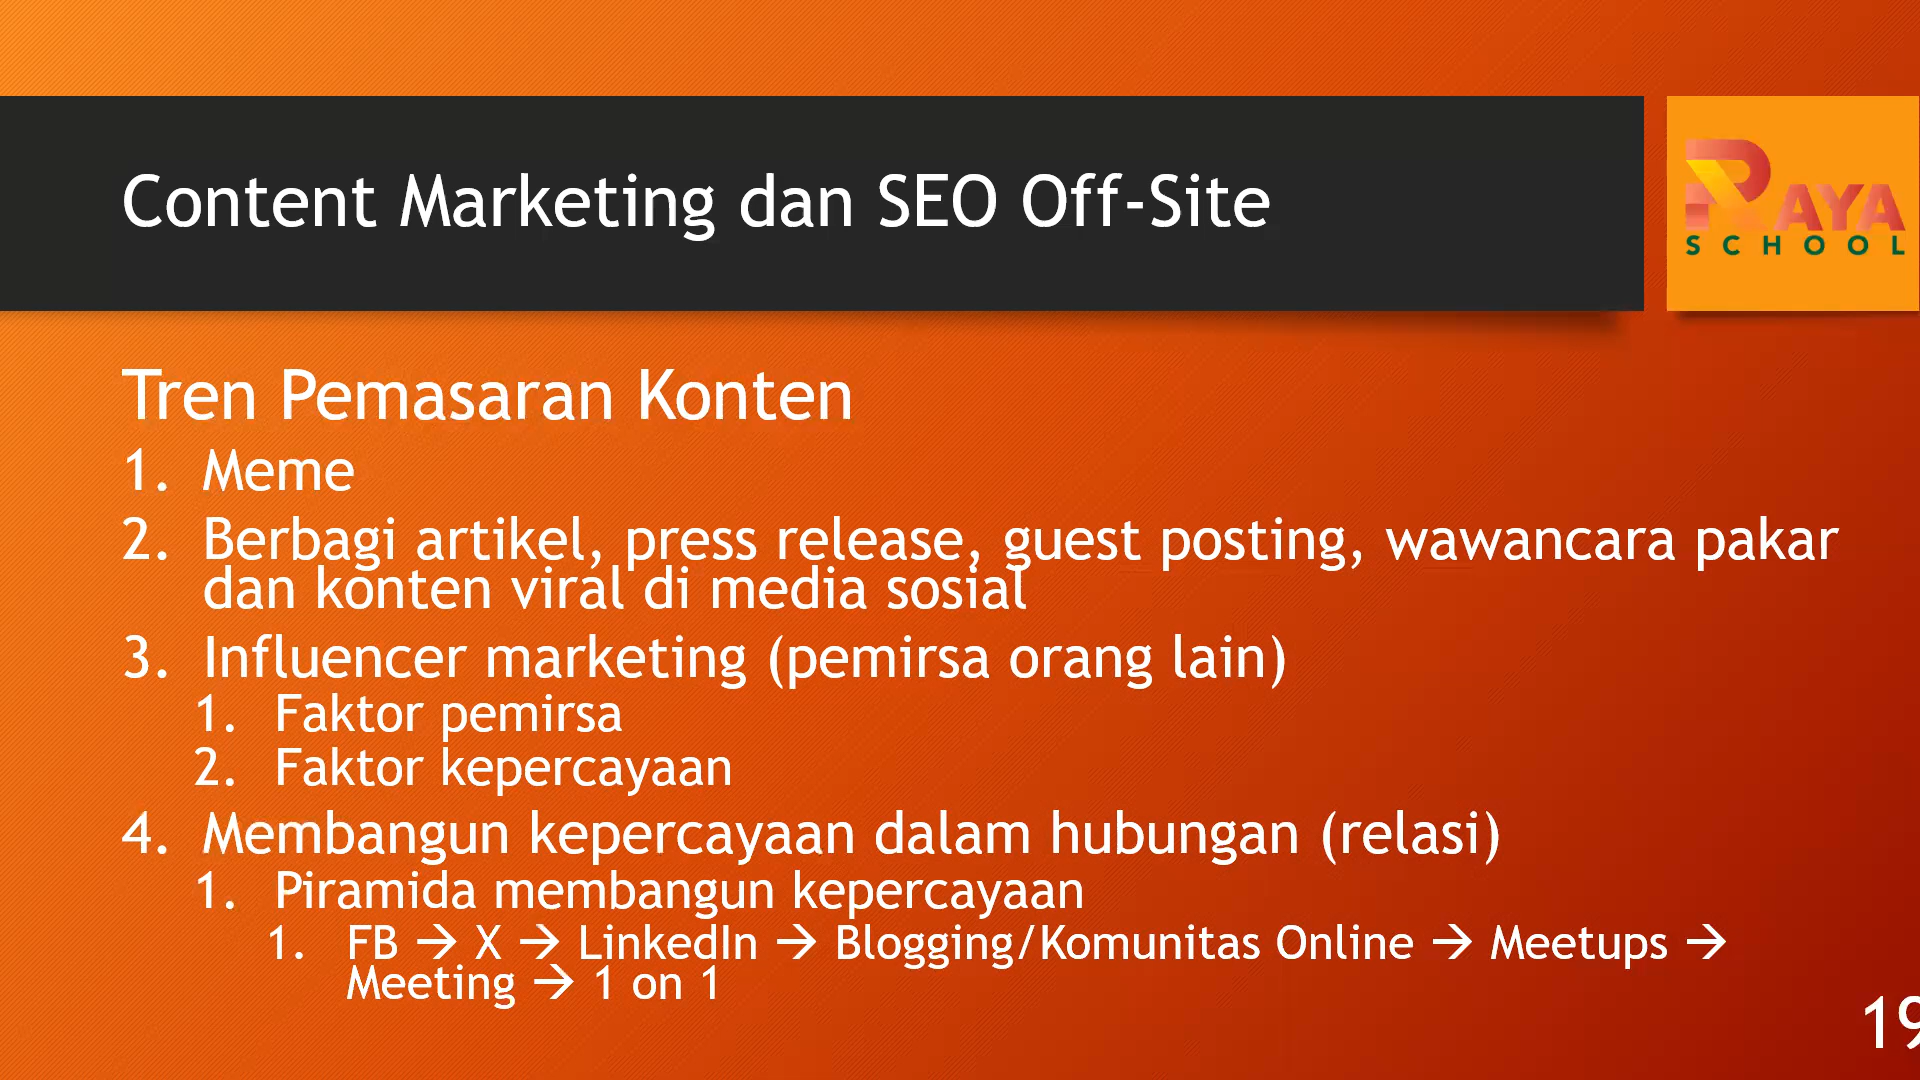 Content Marketing dan SEO Off-Site
RAYA
SCHOOL
Tren Pemasaran Konten
1. Meme
2. Berbagi artikel, press release, guest posting, wawancara pakar
dan konten viral di media sosial
3. Influencer marketing (pemirsa orang lain)
1. Faktor pemirsa
2. Faktor kepercayaan
4. Membangun kepercayaan dalam hubungan (relasi)
1. Piramida membangun kepercayaan
1. FB → X → LinkedIn → Blogging/Komunitas Online → Meetups →
Meeting → 1 on 1
19